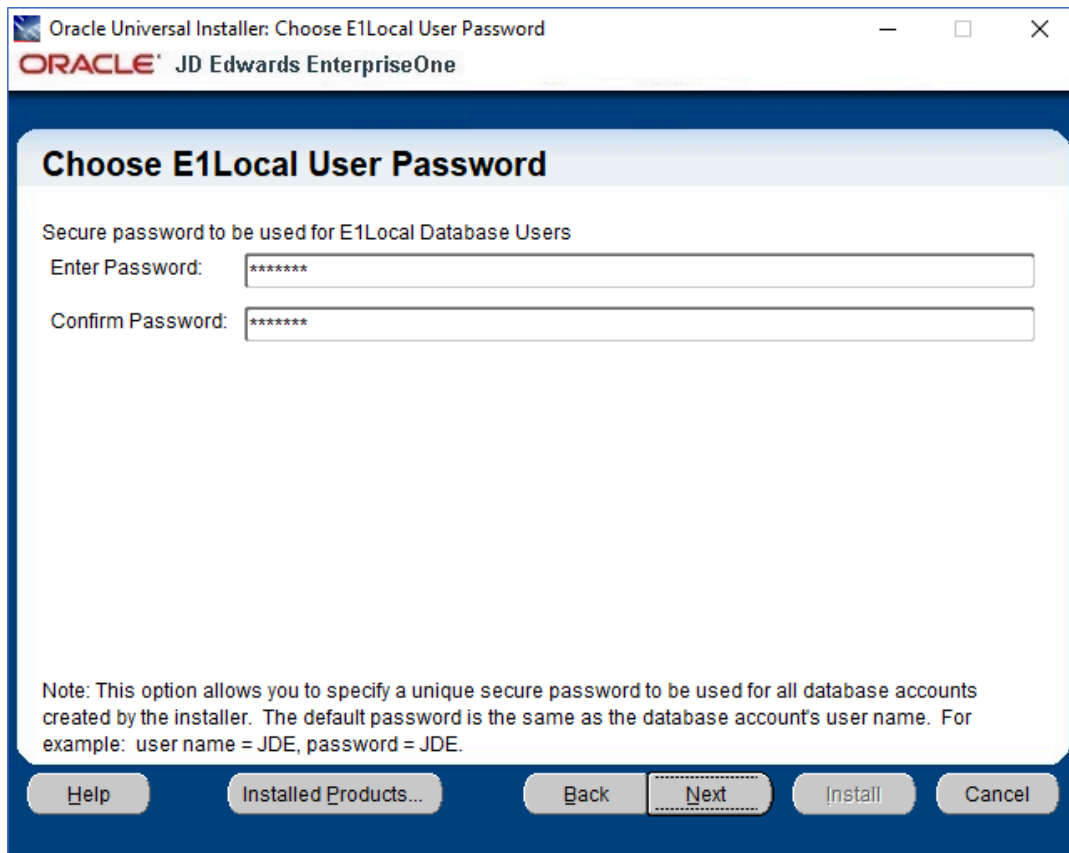 Oracle Universal Installer: Choose E1Local User Password
ORACLE' JD Edwards EnterpriseOne
Choose E1Local User Password
Secure password to be used for E1Local Database Users
Enter Password: *******
Confirm Password: *******
Note: This option allows you to specify a unique secure password to be used for all database accounts
created by the installer. The default password is the same as the database account's user name. For
example: user name = JDE, password = JDE.
Help Installed Products... Back Next Install Cancel